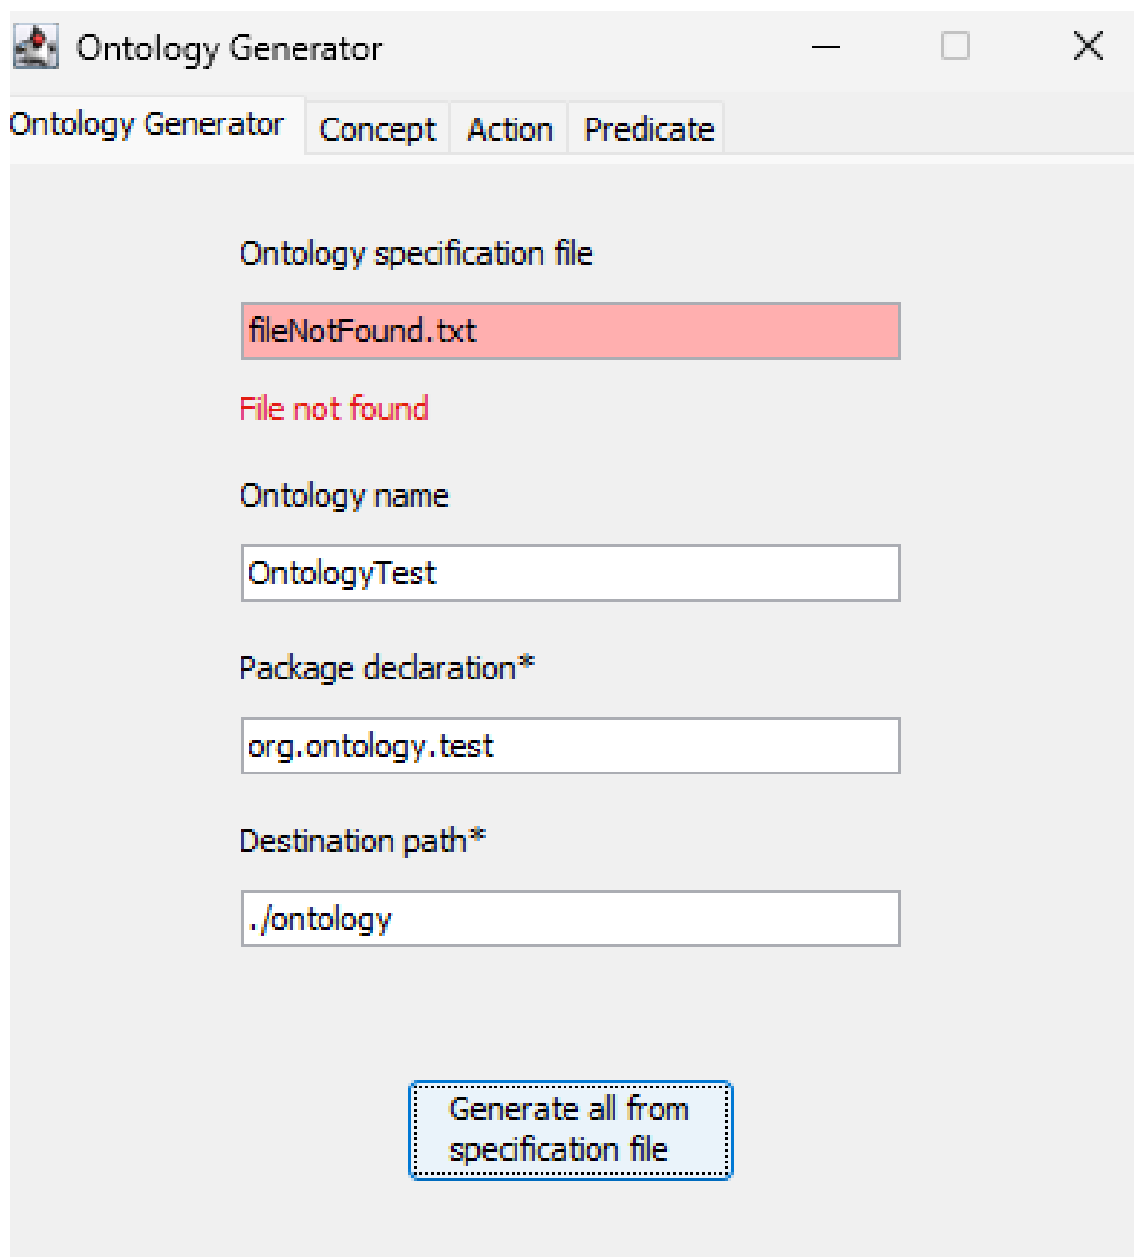 Ontology Generator
Ontology Generator Concept Action Predicate
Ontology specification file
fileNotFound.txt
File not found
Ontology name
OntologyTest
Package declaration*
org.ontology.test
Destination path*
./ontology
Generate all from
specification file